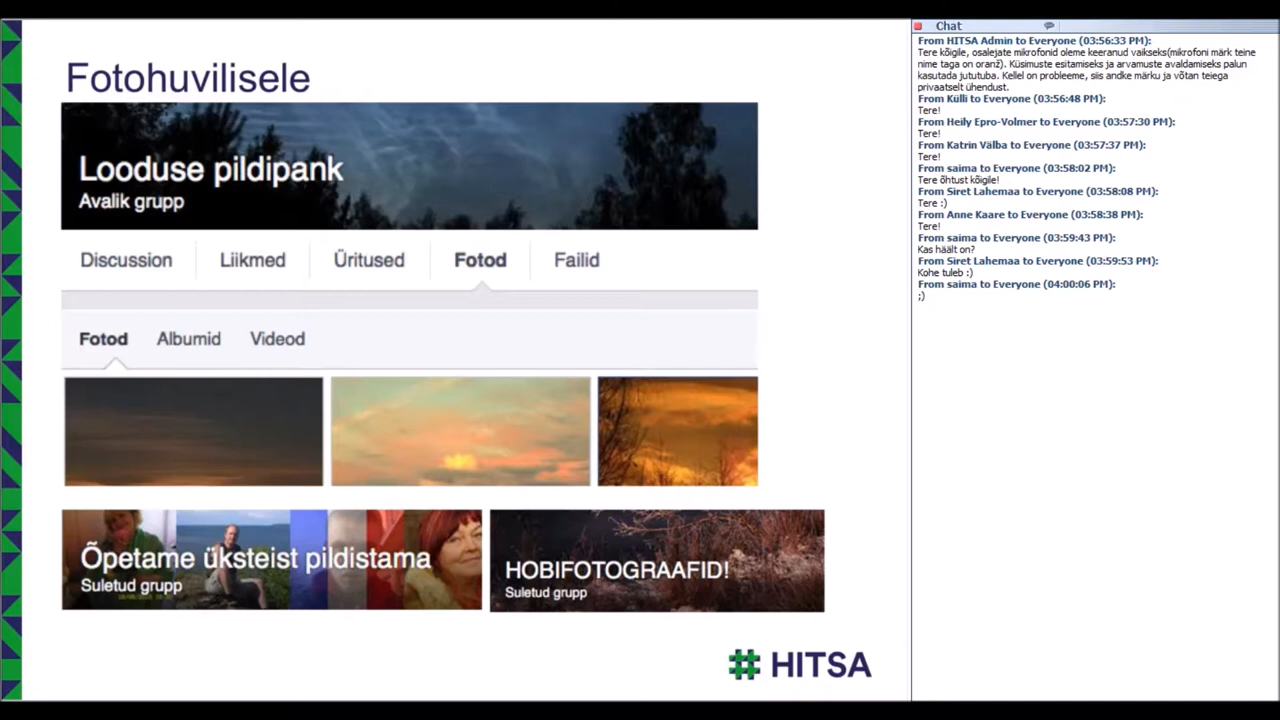 Fotohuvilisele
Looduse pildipank
Avalik grupp
Discussion Liikmed Üritused Fotod Failid
Fotod Albumid Videod
Õpetame üksteist pildistama
Suletud grupp
HOBIFOTOGRAAFID!
Suletud grupp
HITSA
Chat
From HITSA Admin to Everyone (03:56:33 PM):
Tere kõigile, osalejate mikrofonid oleme keeranud vaikseks(mikrofoni märk teine
nime taga on oranž). Küsimuste esitamiseks ja arvamuste avaldamiseks palun
kasutada jututuba. Kellel on probleeme, siis andke märku ja võtan teiega
privaatselt ühendust.
From Külli to Everyone (03:56:48 PM):
Tere!
From Heily Epro-Volmer to Everyone (03:57:30 PM):
Tere!
From Katrin Välba to Everyone (03:57:37 PM):
Tere!
From saima to Everyone (03:58:02 PM):
Tere õhtust kõigile!
From Siret Lahemaa to Everyone (03:58:08 PM):
Tere :)
From Anne Kaare to Everyone (03:58:38 PM):
Tere!
From saima to Everyone (03:59:43 PM):
Kas häält on?
From Siret Lahemaa to Everyone (03:59:53 PM):
Kohe tuleb :)
From saima to Everyone (04:00:06 PM):
;)